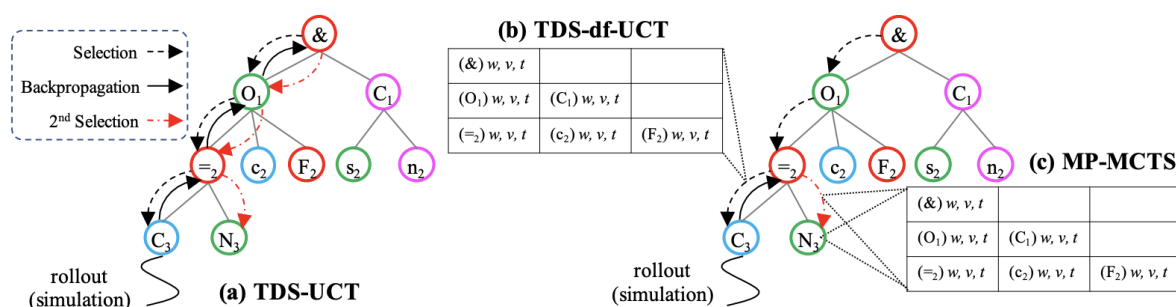 Selection
Backpropagation
2nd Selection
&
O1
C1
=2
c2
F2
s2
n2
C3
N3
rollout
(simulation)
(a) TDS-UCT
(b) TDS-df-UCT
(&) w, v, t
(O1) w, v, t (C1) w, v, t
(=2) w, v, t (c2) w, v, t (F2) w, v, t
&
O1
C1
=2
c2
F2
s2
n2
C3
N3
rollout
(simulation)
(c) MP-MCTS
(&) w, v, t
(O1) w, v, t (C1) w, v, t
(=2) w, v, t (c2) w, v, t (F2) w, v, t